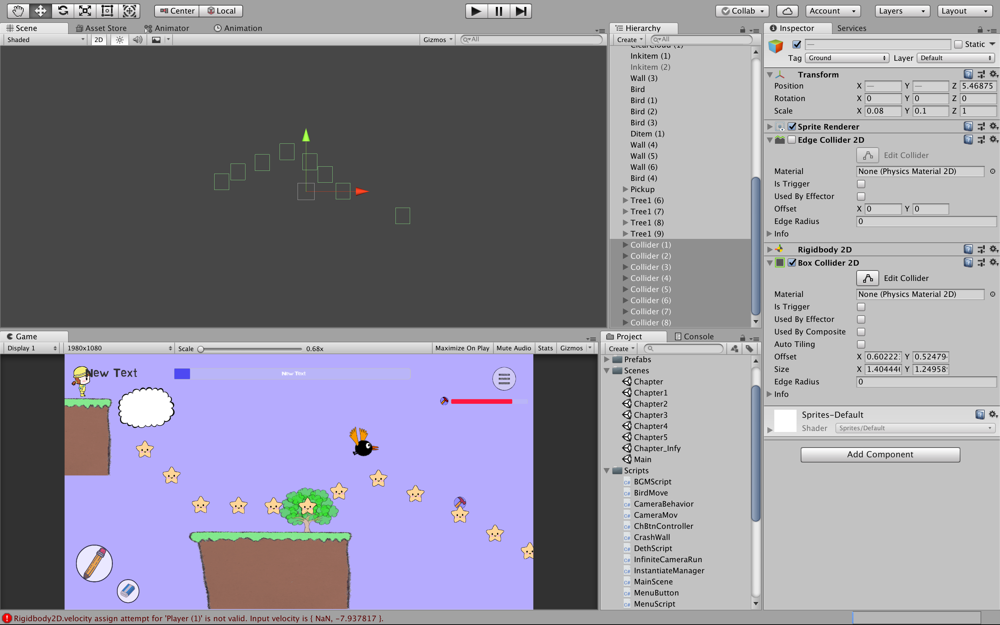 Center Local
Collab Account Layers Layout
Scene Asset Store Animator Animation
Shaded 2D Gizmos All
Hierarchy
Create All
ClearCloud (1)
Inkitem (1)
Inkitem (2)
Wall (3)
Bird
Bird (1)
Bird (2)
Bird (3)
Ditem (1)
Wall (4)
Wall (5)
Wall (6)
Bird (4)
Pickup
Tree1 (6)
Tree1 (7)
Tree1 (8)
Tree1 (9)
Collider (1)
Collider (2)
Collider (3)
Collider (4)
Collider (5)
Collider (6)
Collider (7)
Collider (8)
Inspector Services
— Static
Tag Ground Layer Default
Transform
Position X — Y — Z 5.46875
Rotation X 0 Y 0 Z 0
Scale X 0.08 Y 0.1 Z 1
Sprite Renderer
Edge Collider 2D
Edit Collider
Material None (Physics Material 2D)
Is Trigger
Used By Effector
Offset X 0 Y 0
Edge Radius 0
Info
Rigidbody 2D
Box Collider 2D
Edit Collider
Material None (Physics Material 2D)
Is Trigger
Used By Effector
Used By Composite
Auto Tiling
Offset X 0.60222 Y 0.52479
Size X 1.40444 Y 1.24958
Edge Radius 0
Info
Sprites-Default
Shader Sprites/Default
Add Component
Game
Display 1 1980x1080 Scale 0.68x Maximize On Play Mute Audio Stats Gizmos
New Text
New Text
Project Console
Create
Prefabs
Scenes
Chapter
Chapter1
Chapter2
Chapter3
Chapter4
Chapter5
Chapter_Infy
Main
Scripts
C# BGMScript
C# BirdMove
C# CameraBehavior
C# CameraMov
C# ChBtnController
C# CrashWall
C# DethScript
C# InfiniteCameraRun
C# InstantiateManager
C# MainScene
C# MenuButton
C# MenuScript
Rigidbody2D.velocity assign attempt for 'Player (1)' is not valid. Input velocity is { NaN, -7.937817 }.